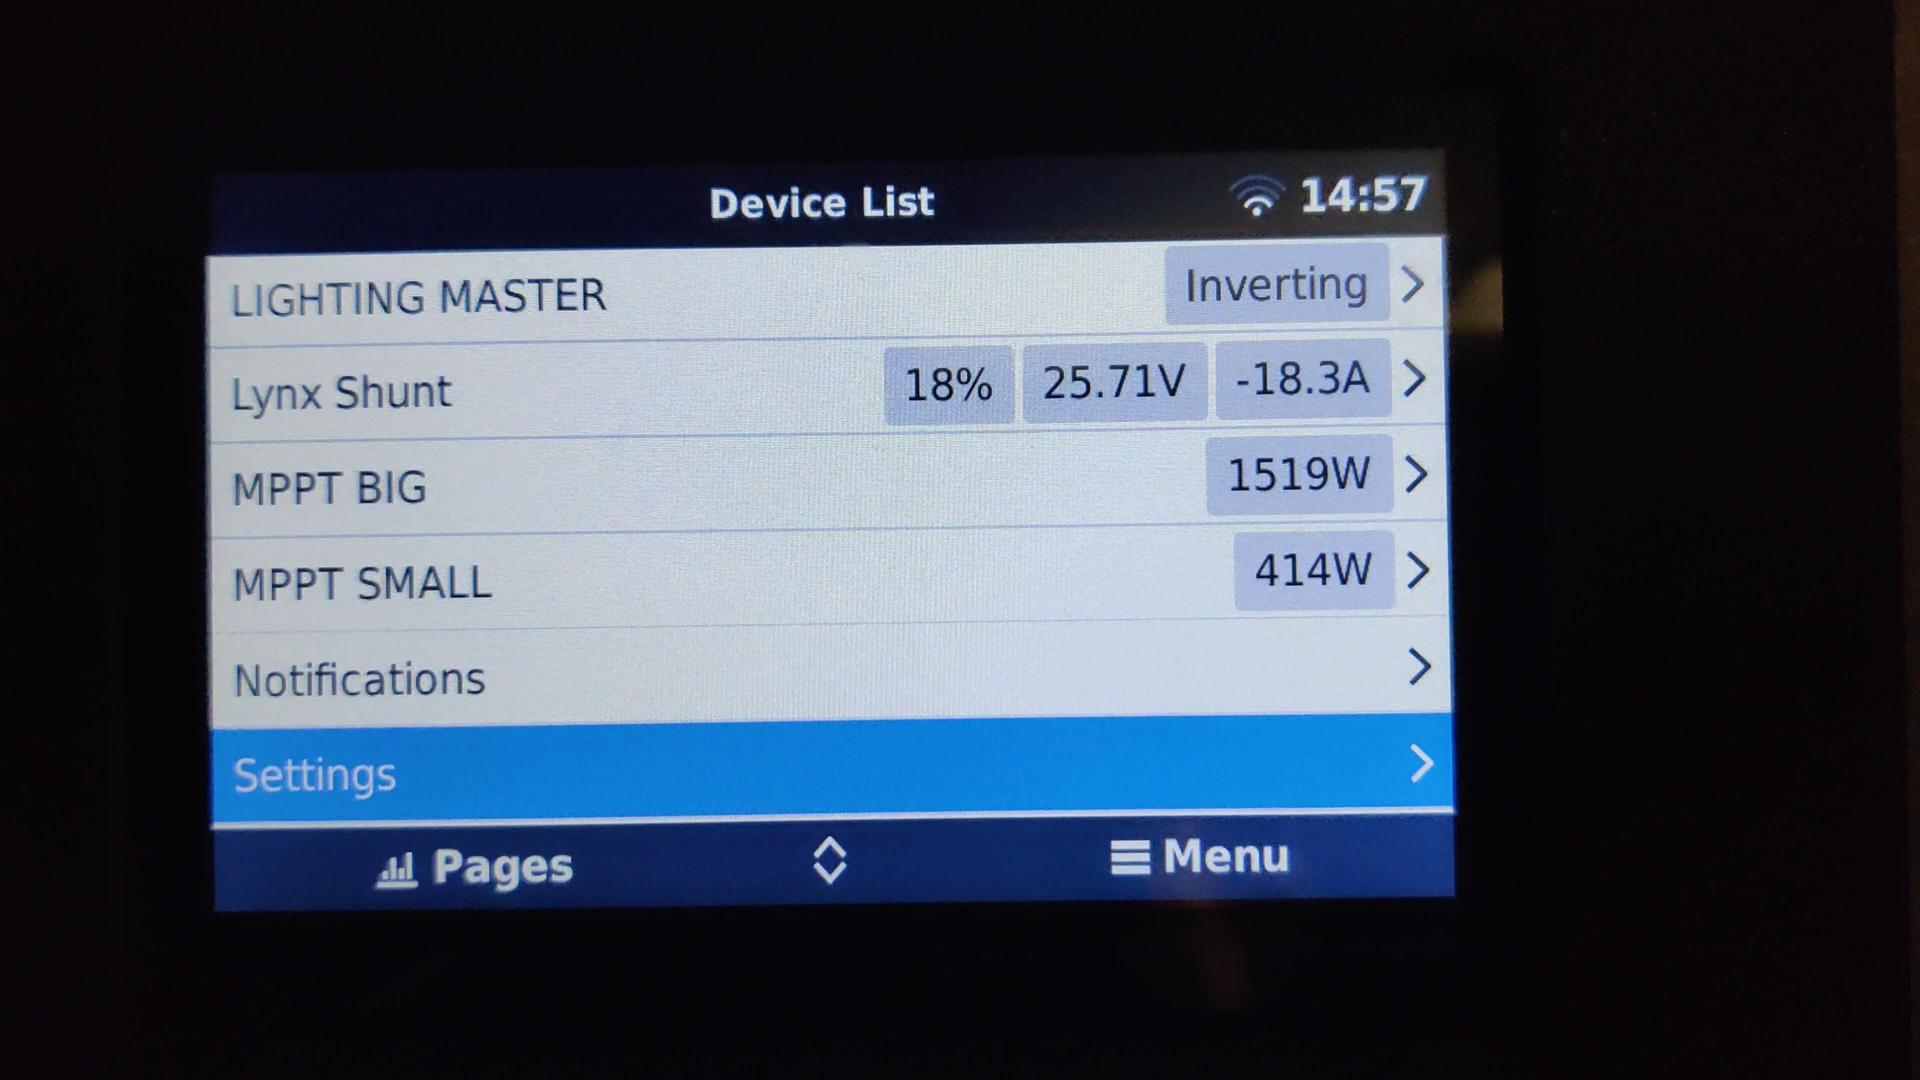 Device List 14:57
LIGHTING MASTER Inverting
Lynx Shunt 18% 25.71V -18.3A
MPPT BIG 1519W
MPPT SMALL 414W
Notifications
Settings
Pages Menu